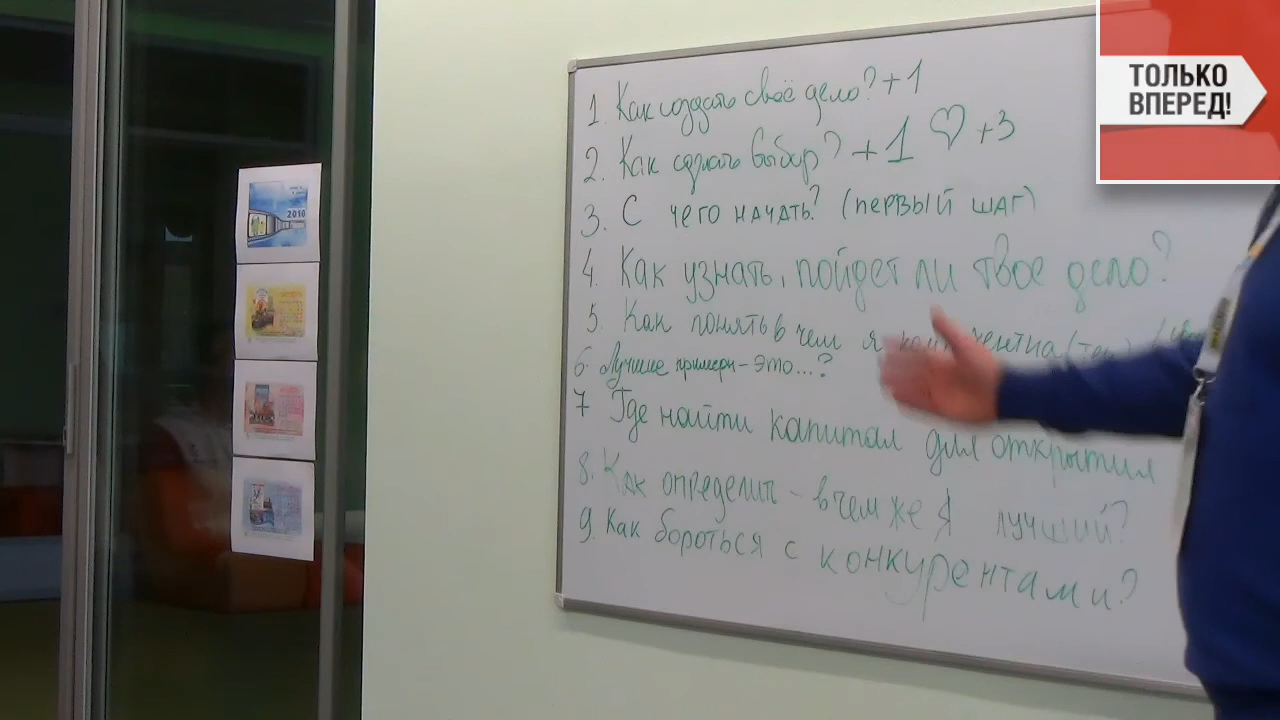 ТОЛЬКО
ВПЕРЕД!
1. Как создать своё дело? +1
2. Как сделать выбор? +1 ♡ +3
3. С чего начать? (первый шаг)
4. Как узнать, пойдет ли твое дело?
5. Как понять в чем я
6. Лучшие примеры - это...?
7 Где найти капитал для открытия
8. Как определить - в чем же Я лучший?
9. Как бороться с конкурентами?
2010